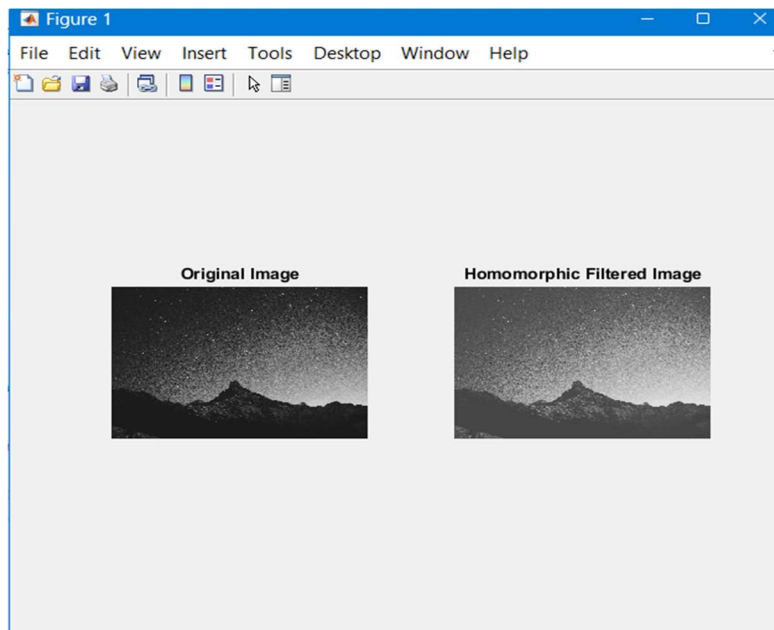 Figure 1
File Edit View Insert Tools Desktop Window Help
Original Image
Homomorphic Filtered Image